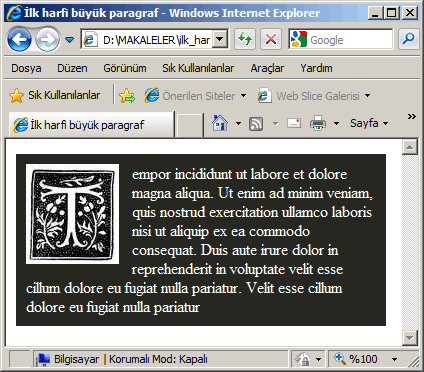 İlk harfi büyük paragraf - Windows Internet Explorer
D:\MAKALELER\ilk_har
Google
Dosya Düzen Görünüm Sık Kullanılanlar Araçlar Yardım
Sık Kullanılanlar Önerilen Siteler Web Slice Galerisi
İlk harfi büyük paragraf Sayfa
T
empor incididunt ut labore et dolore
magna aliqua. Ut enim ad minim veniam,
quis nostrud exercitation ullamco laboris
nisi ut aliquip ex ea commodo
consequat. Duis aute irure dolor in
reprehenderit in voluptate velit esse
cillum dolore eu fugiat nulla pariatur. Velit esse cillum
dolore eu fugiat nulla pariatur
Bilgisayar | Korumalı Mod: Kapalı %100